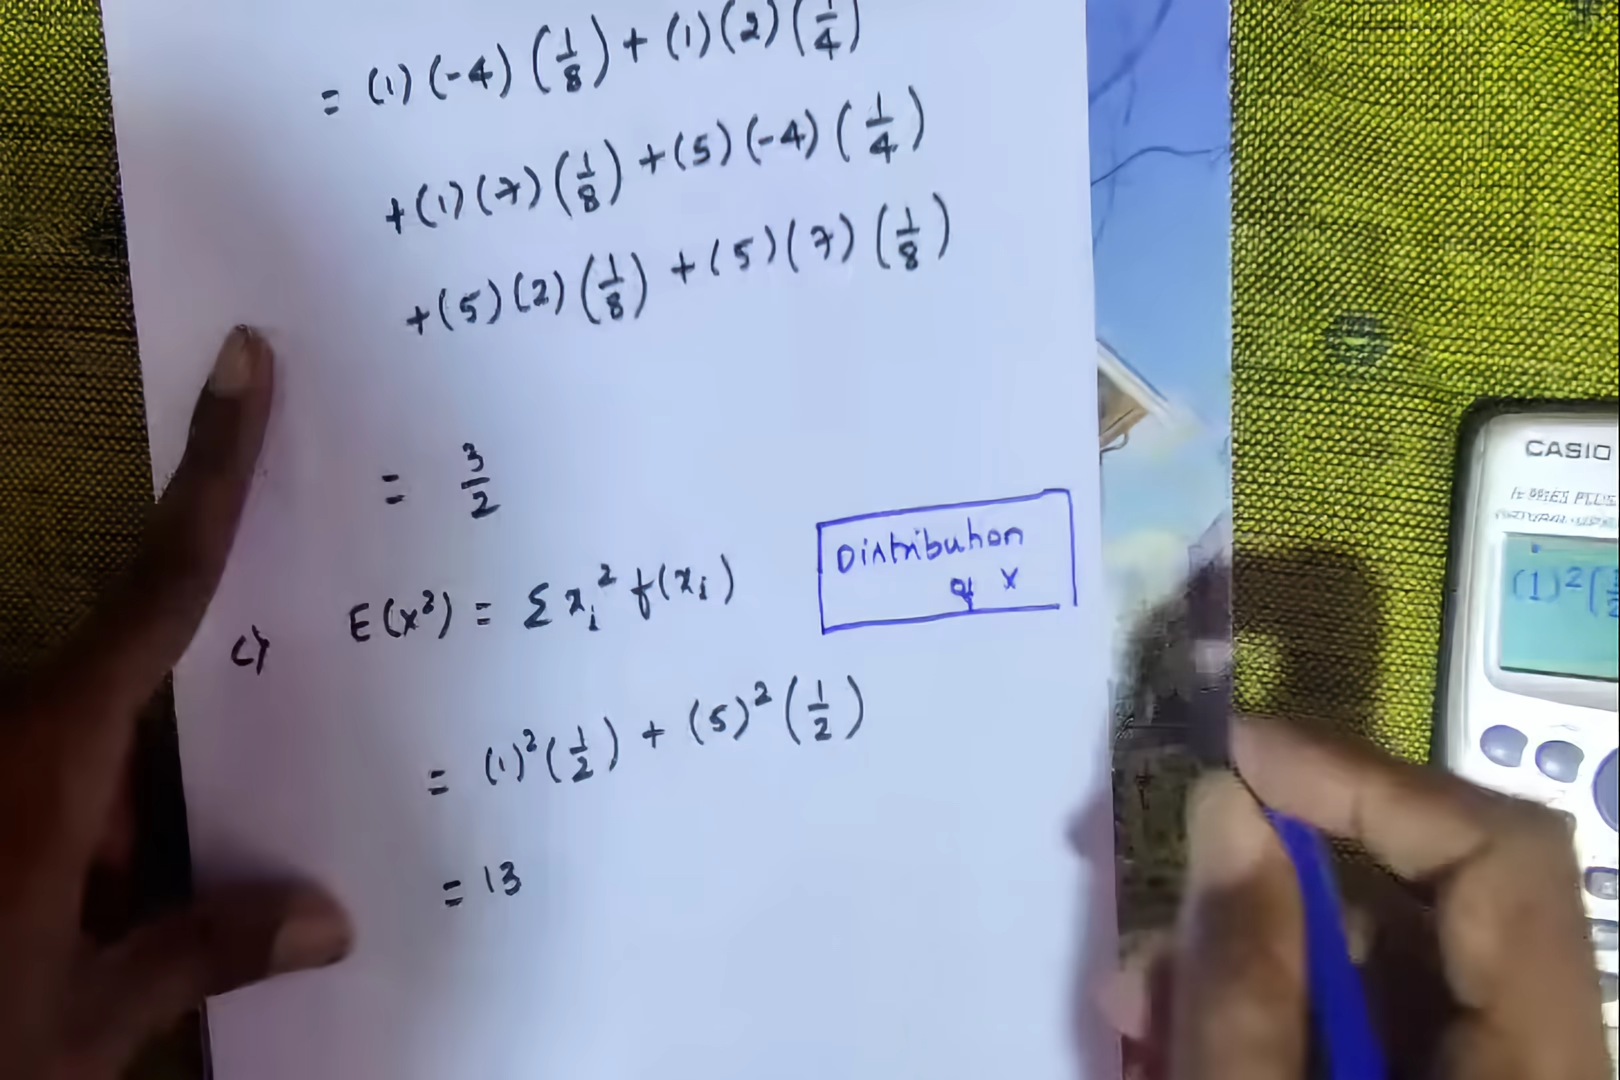 = (1) (-4) (1/8) + (1) (2) (1/4)
+ (1) (7) (1/8) + (5) (-4) (1/4)
+ (5) (2) (1/8) + (5) (7) (1/8)
= 3/2
c) E(x²) = Σ xᵢ² f(xᵢ)
Distribution
of X
= (1)² (1/2) + (5)² (1/2)
= 13
CASIO
(1)²(